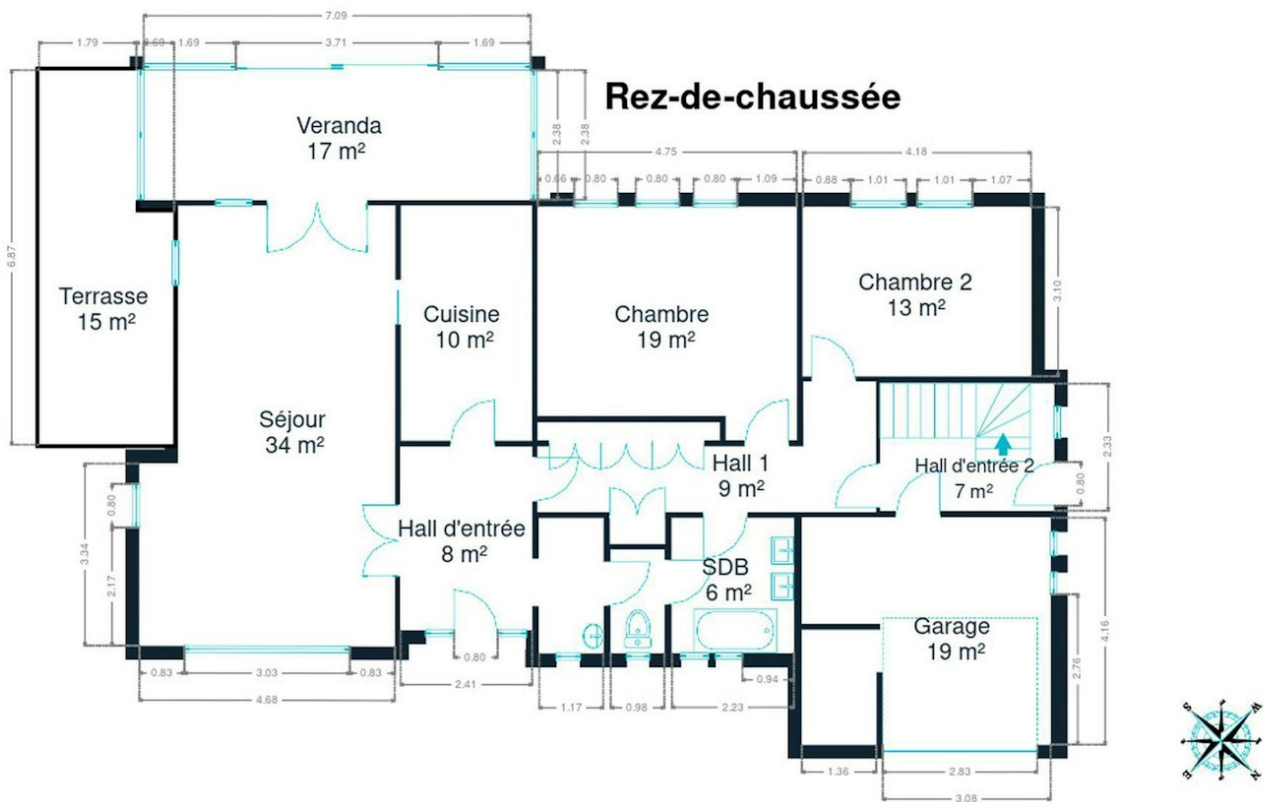 7.09
1.79
0.69
1.69
3.71
1.69
Rez-de-chaussée
Veranda
17 m²
2.38
2.38
4.75
4.18
0.66
0.80
0.80
0.80
1.09
0.88
1.01
1.01
1.07
6.87
Terrasse
15 m²
Cuisine
10 m²
Chambre
19 m²
Chambre 2
13 m²
3.10
Séjour
34 m²
Hall 1
9 m²
Hall d'entrée 2
7 m²
2.33
0.80
0.80
3.34
2.17
Hall d'entrée
8 m²
SDB
6 m²
Garage
19 m²
4.16
2.76
0.83
3.03
0.83
4.68
0.80
2.41
1.17
0.98
0.94
2.23
1.36
2.83
3.08
S
W
E
N